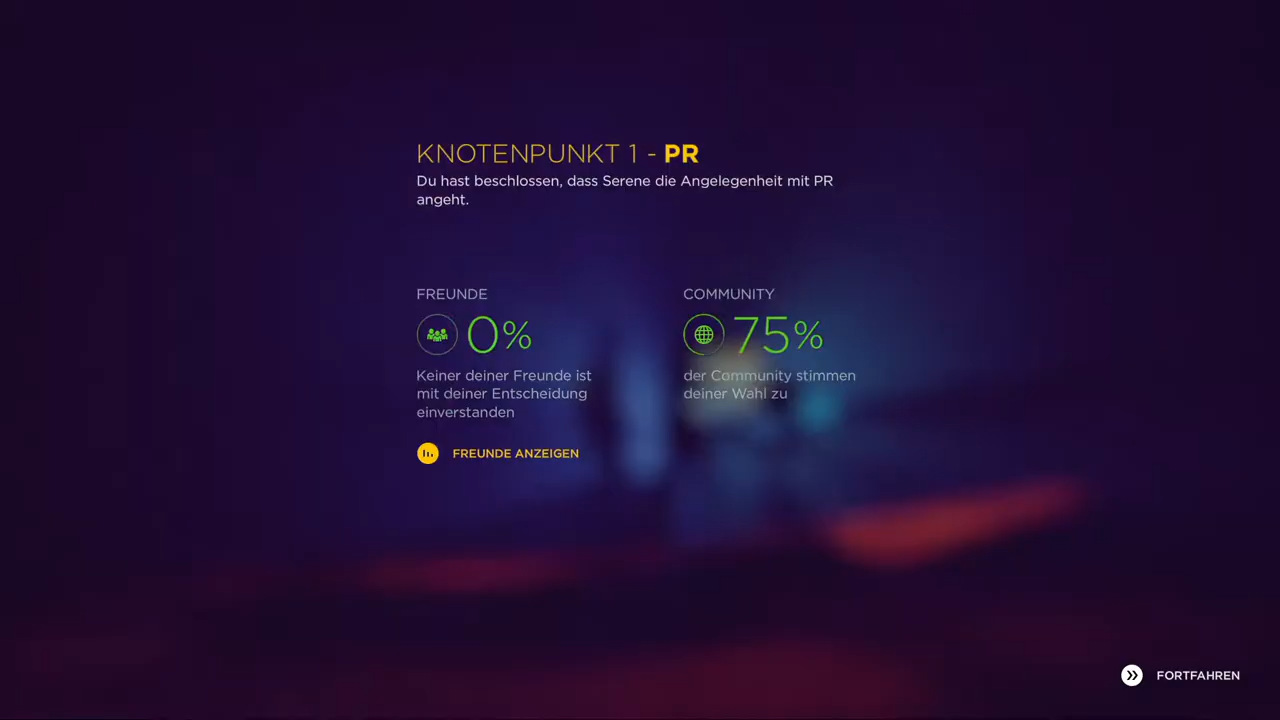 KNOTENPUNKT 1 - PR
Du hast beschlossen, dass Serene die Angelegenheit mit PR
angeht.
FREUNDE
0%
Keiner deiner Freunde ist
mit deiner Entscheidung
einverstanden
FREUNDE ANZEIGEN
COMMUNITY
75%
der Community stimmen
deiner Wahl zu
FORTFAHREN